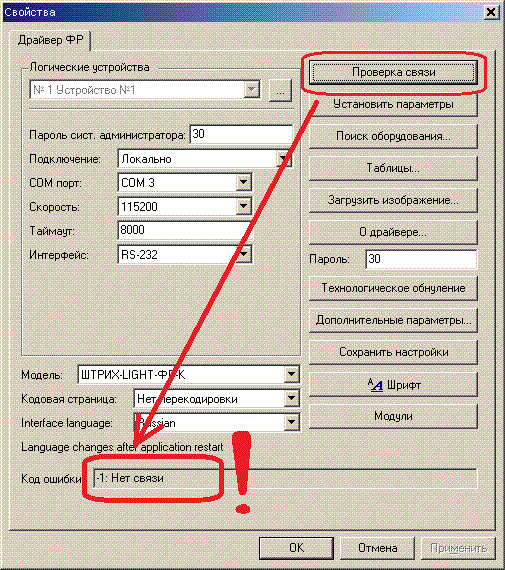 Свойства
Драйвер ФР
Логические устройства
№ 1 Устройство №1
...
Пароль сист. администратора: 30
Подключение: Локально
COM порт: COM 3
Скорость: 115200
Таймаут: 8000
Интерфейс: RS-232
Проверка связи
Установить параметры
Поиск оборудования...
Таблицы...
Загрузить изображение...
О драйвере...
Пароль: 30
Технологическое обнуление
Дополнительные параметры...
Сохранить настройки
Шрифт
Модули
Модель: ШТРИХ-LIGHT-ФР-К
Кодовая страница: Нет перекодировки
Interface language: Russian
Language changes after application restart
Код ошибки: -1: Нет связи
!
OK
Отмена
Применить